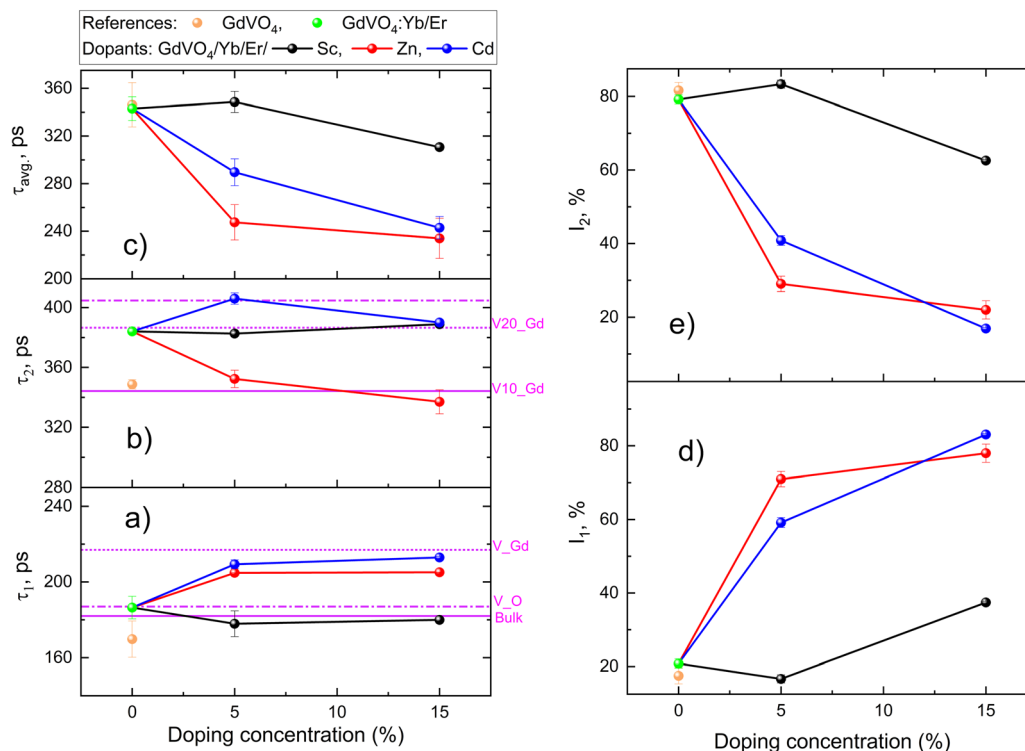 References: GdVO4, GdVO4:Yb/Er
Dopants: GdVO4/Yb/Er/ Sc, Zn, Cd
360
320
280
240
200
τavg., ps
c)
400
360
320
280
τ2, ps
b)
V20_Gd
V10_Gd
240
200
160
τ1, ps
a)
V_Gd
V_O
Bulk
0 5 10 15
Doping concentration (%)
80
60
40
20
I2, %
e)
80
60
40
20
I1, %
d)
0 5 10 15
Doping concentration (%)